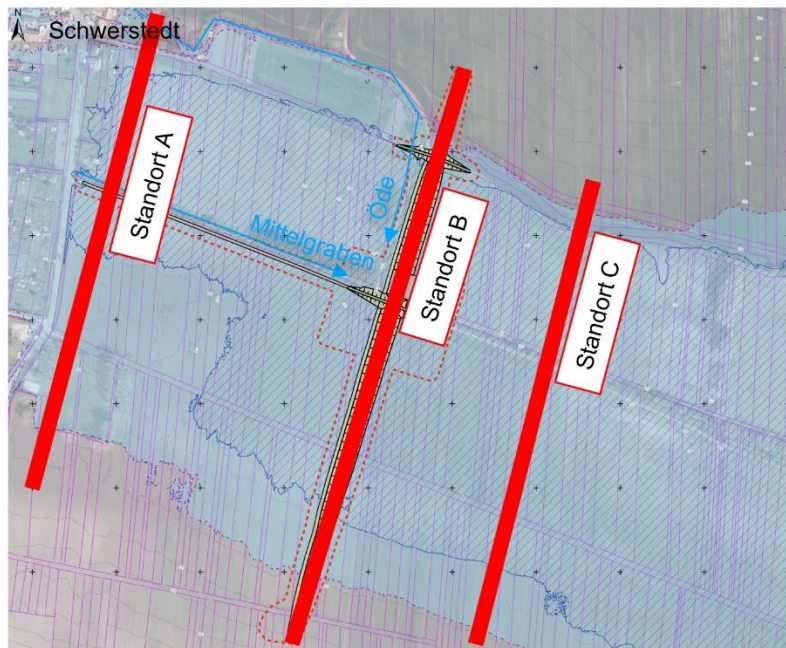 N
Schwerstedt
Standort A
Öde
Mittelgraben
Standort B
Standort C